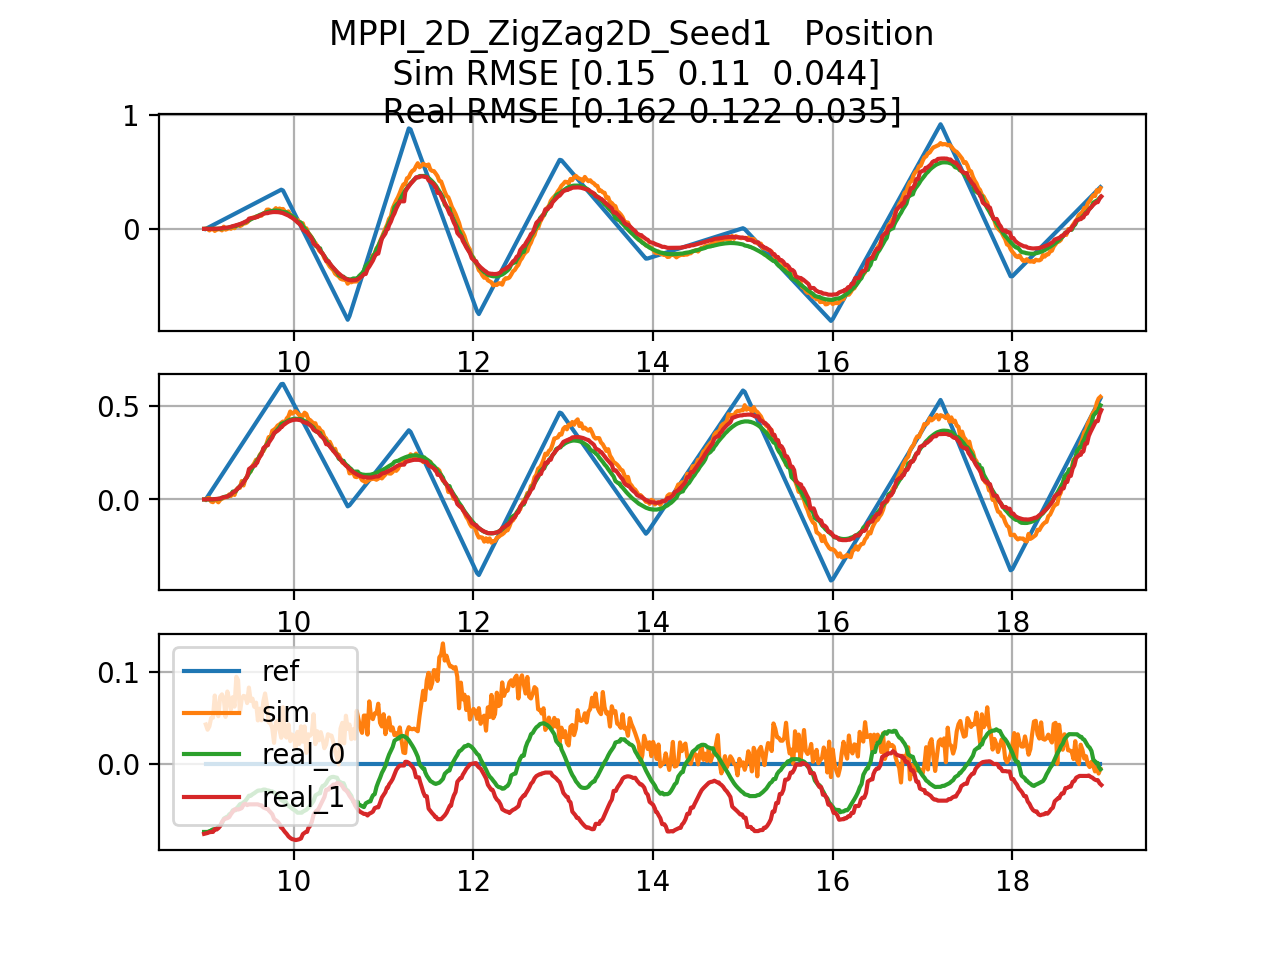 MPPI_2D_ZigZag2D_Seed1   Position
Sim RMSE [0.15  0.11  0.044]
Real RMSE [0.162 0.122 0.035]
1
0
10 12 14 16 18
0.5
0.0
10 12 14 16 18
0.1
0.0
ref
sim
real_0
real_1
10 12 14 16 18